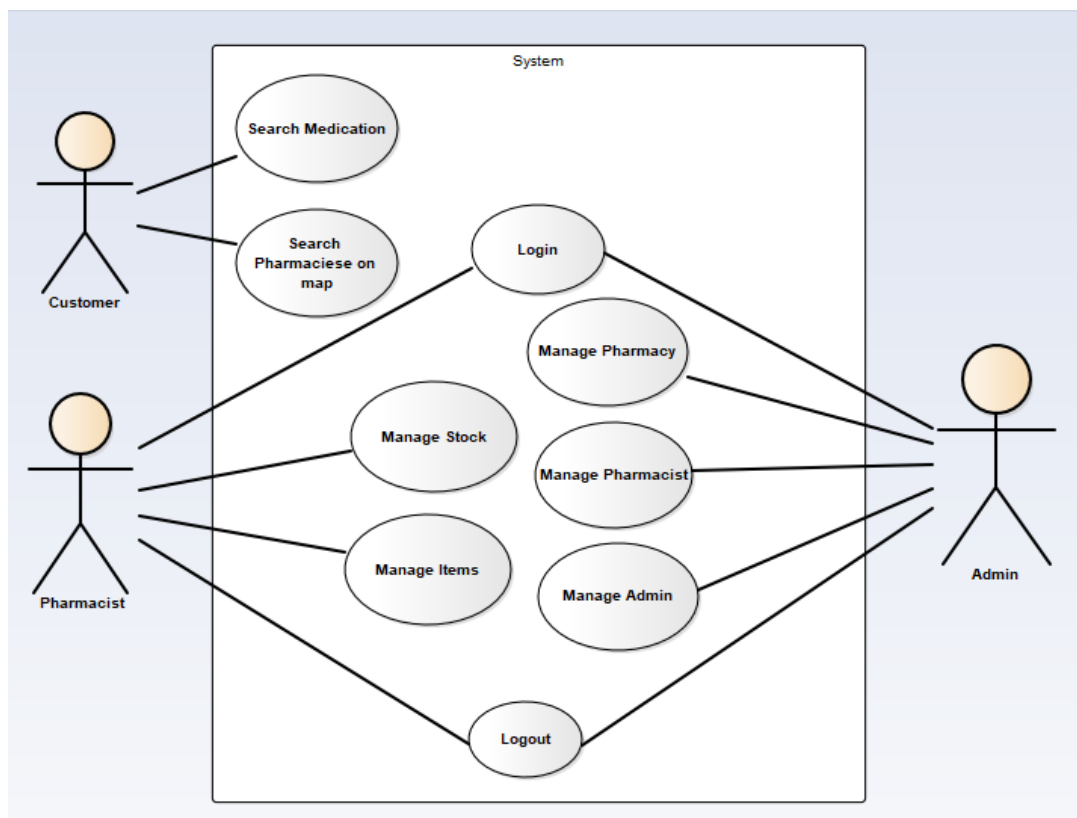 System
Search Medication
Search
Pharmaciese on
map
Customer
Login
Manage Pharmacy
Manage Stock
Manage Pharmacist
Manage Items
Manage Admin
Pharmacist
Admin
Logout